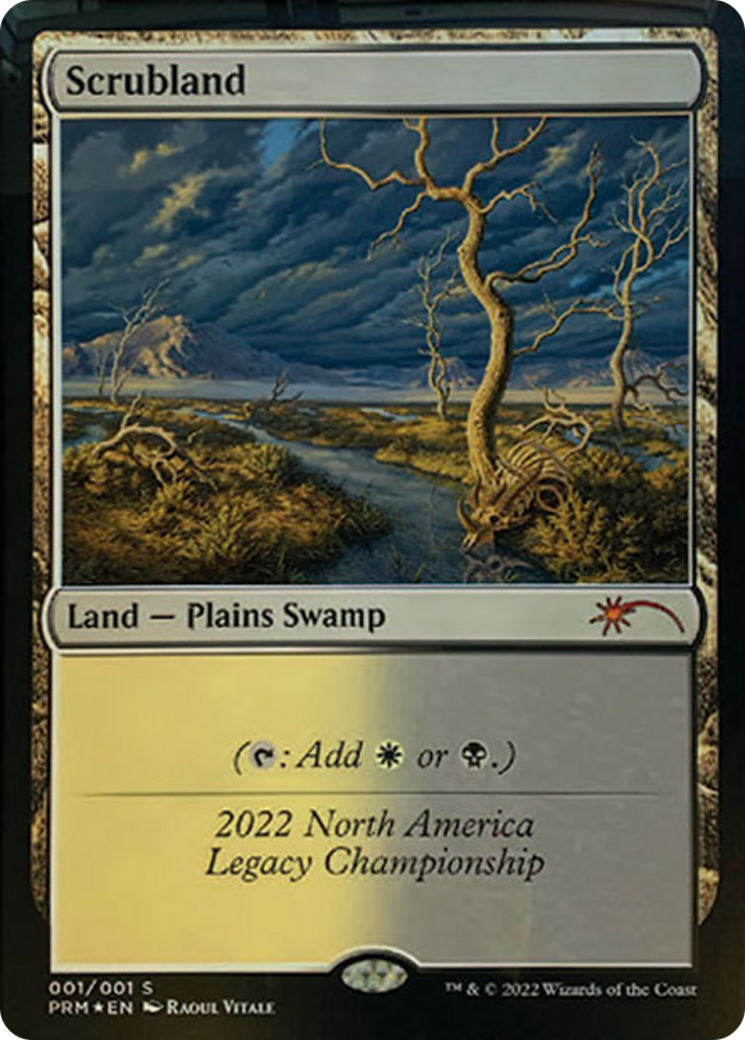 Scrubland
Land — Plains Swamp
(: Add  or .)
2022 North America
Legacy Championship
001/001 S
PRM★EN Raoul Vitale
™ & © 2022 Wizards of the Coast